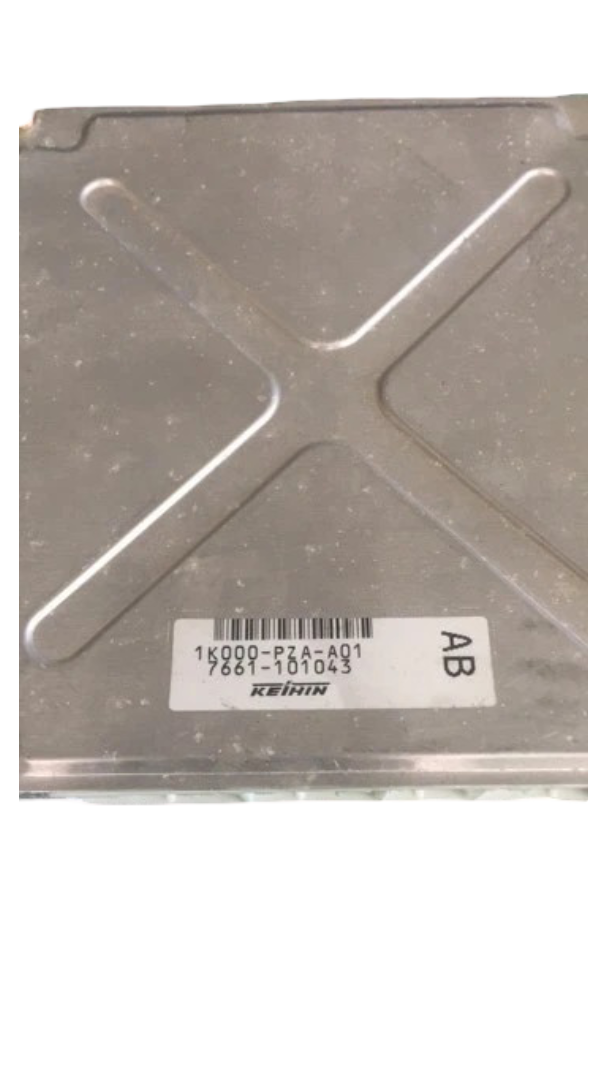 1K000-PZA-A01
7661-101043
KEIHIN
AB